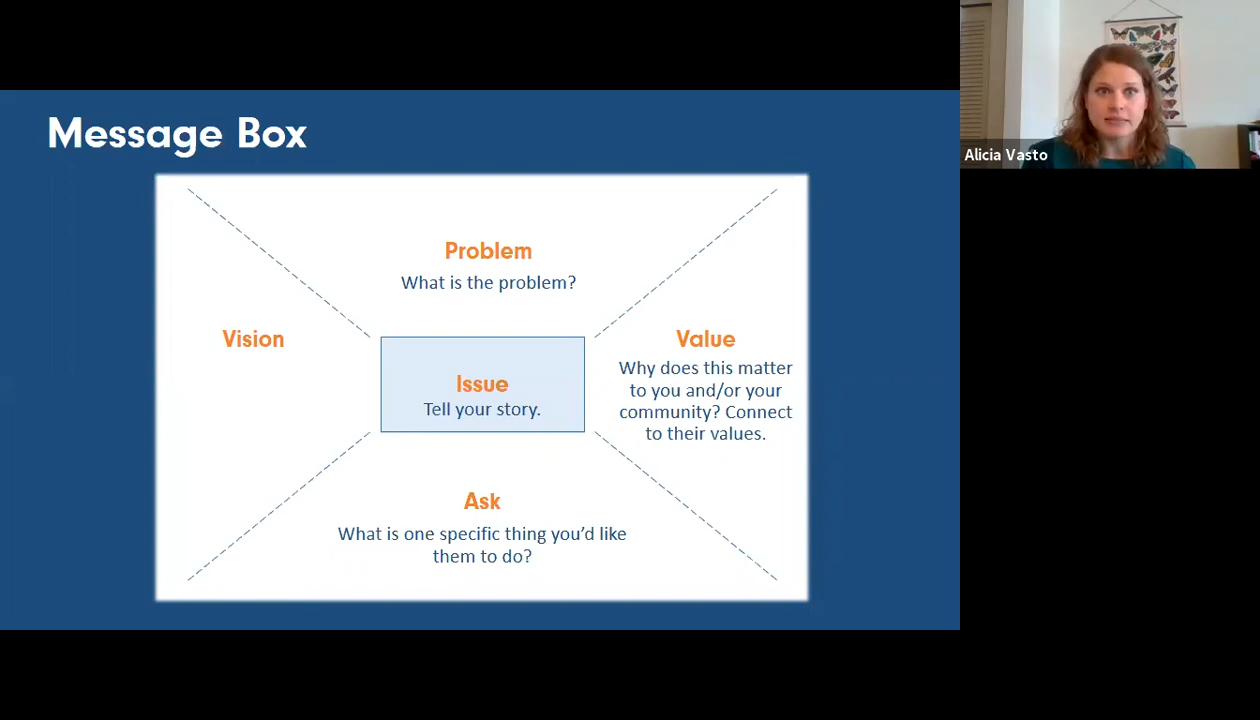 Message Box
Alicia Vasto
Problem
What is the problem?
Vision
Value
Why does this matter
to you and/or your
community? Connect
to their values.
Issue
Tell your story.
Ask
What is one specific thing you'd like
them to do?